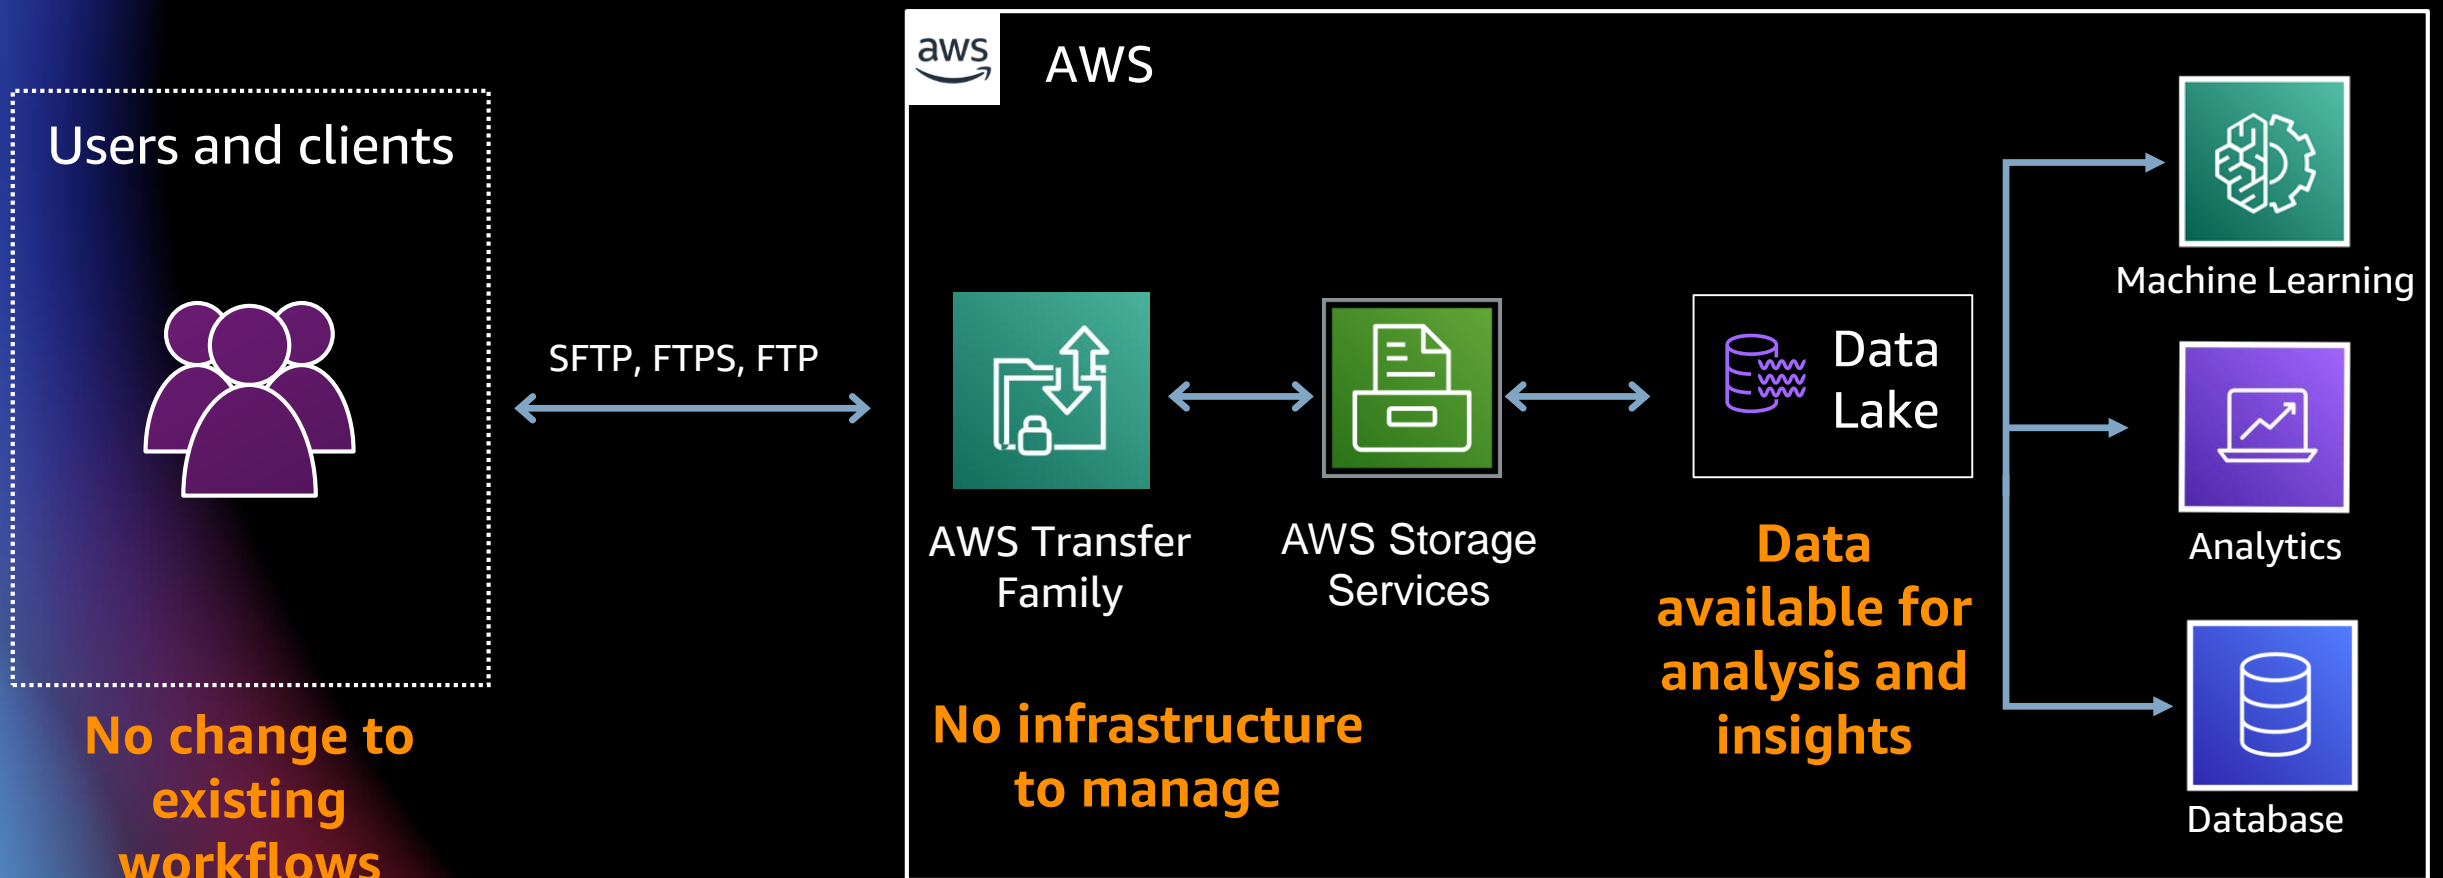 aws
AWS
Users and clients
SFTP, FTPS, FTP
No change to
existing
workflows
AWS Transfer
Family
AWS Storage
Services
No infrastructure
to manage
Data
Lake
Data
available for
analysis and
insights
Machine Learning
Analytics
Database